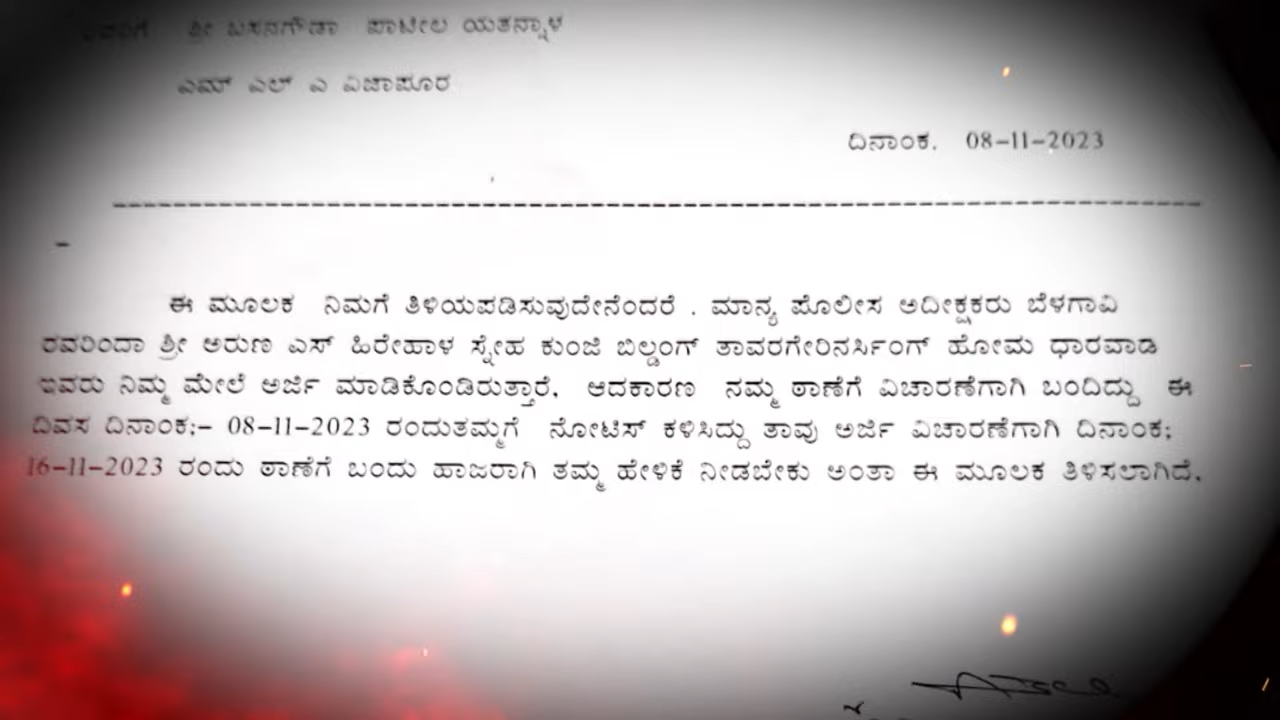 ಶ್ರೀ ಬಸನಗೌಡಾ ಪಾಟೀಲ ಯತನ್ನಾಳ
ಎಮ್ ಎಲ್ ಎ ವಿಜಾಪೂರ
ದಿನಾಂಕ. 08-11-2023
ಈ ಮೂಲಕ ನಿಮಗೆ ತಿಳಿಯಪಡಿಸುವುದೇನೆಂದರೆ . ಮಾನ್ಯ ಪೊಲೀಸ ಅದೀಕ್ಷಕರು ಬೆಳಗಾವಿ
ರವರಿಂದಾ ಶ್ರೀ ಅರುಣ ಎಸ್ ಹಿರೇಹಾಳ ಸ್ನೇಹ ಕುಂಜಿ ಬಿಲ್ಡಂಗ್ ತಾವರಗೇರಿನರ್ಸಿಂಗ್ ಹೋಮ ಧಾರವಾಡ
ಇವರು ನಿಮ್ಮ ಮೇಲೆ ಅರ್ಜಿ ಮಾಡಿಕೊಂಡಿರುತ್ತಾರೆ, ಆದಕಾರಣ ನಮ್ಮ ಠಾಣೆಗೆ ವಿಚಾರಣೆಗಾಗಿ ಬಂದಿದ್ದು ಈ
ದಿವಸ ದಿನಾಂಕ;- 08-11-2023 ರಂದುತಮ್ಮಗೆ ನೋಟಿಸ್ ಕಳಿಸಿದ್ದು ತಾವು ಅರ್ಜಿ ವಿಚಾರಣೆಗಾಗಿ ದಿನಾಂಕ;
16-11-2023 ರಂದು ಠಾಣೆಗೆ ಬಂದು ಹಾಜರಾಗಿ ತಮ್ಮ ಹೇಳಿಕೆ ನೀಡಬೇಕು ಅಂತಾ ಈ ಮೂಲಕ ತಿಳಿಸಲಾಗಿದೆ,